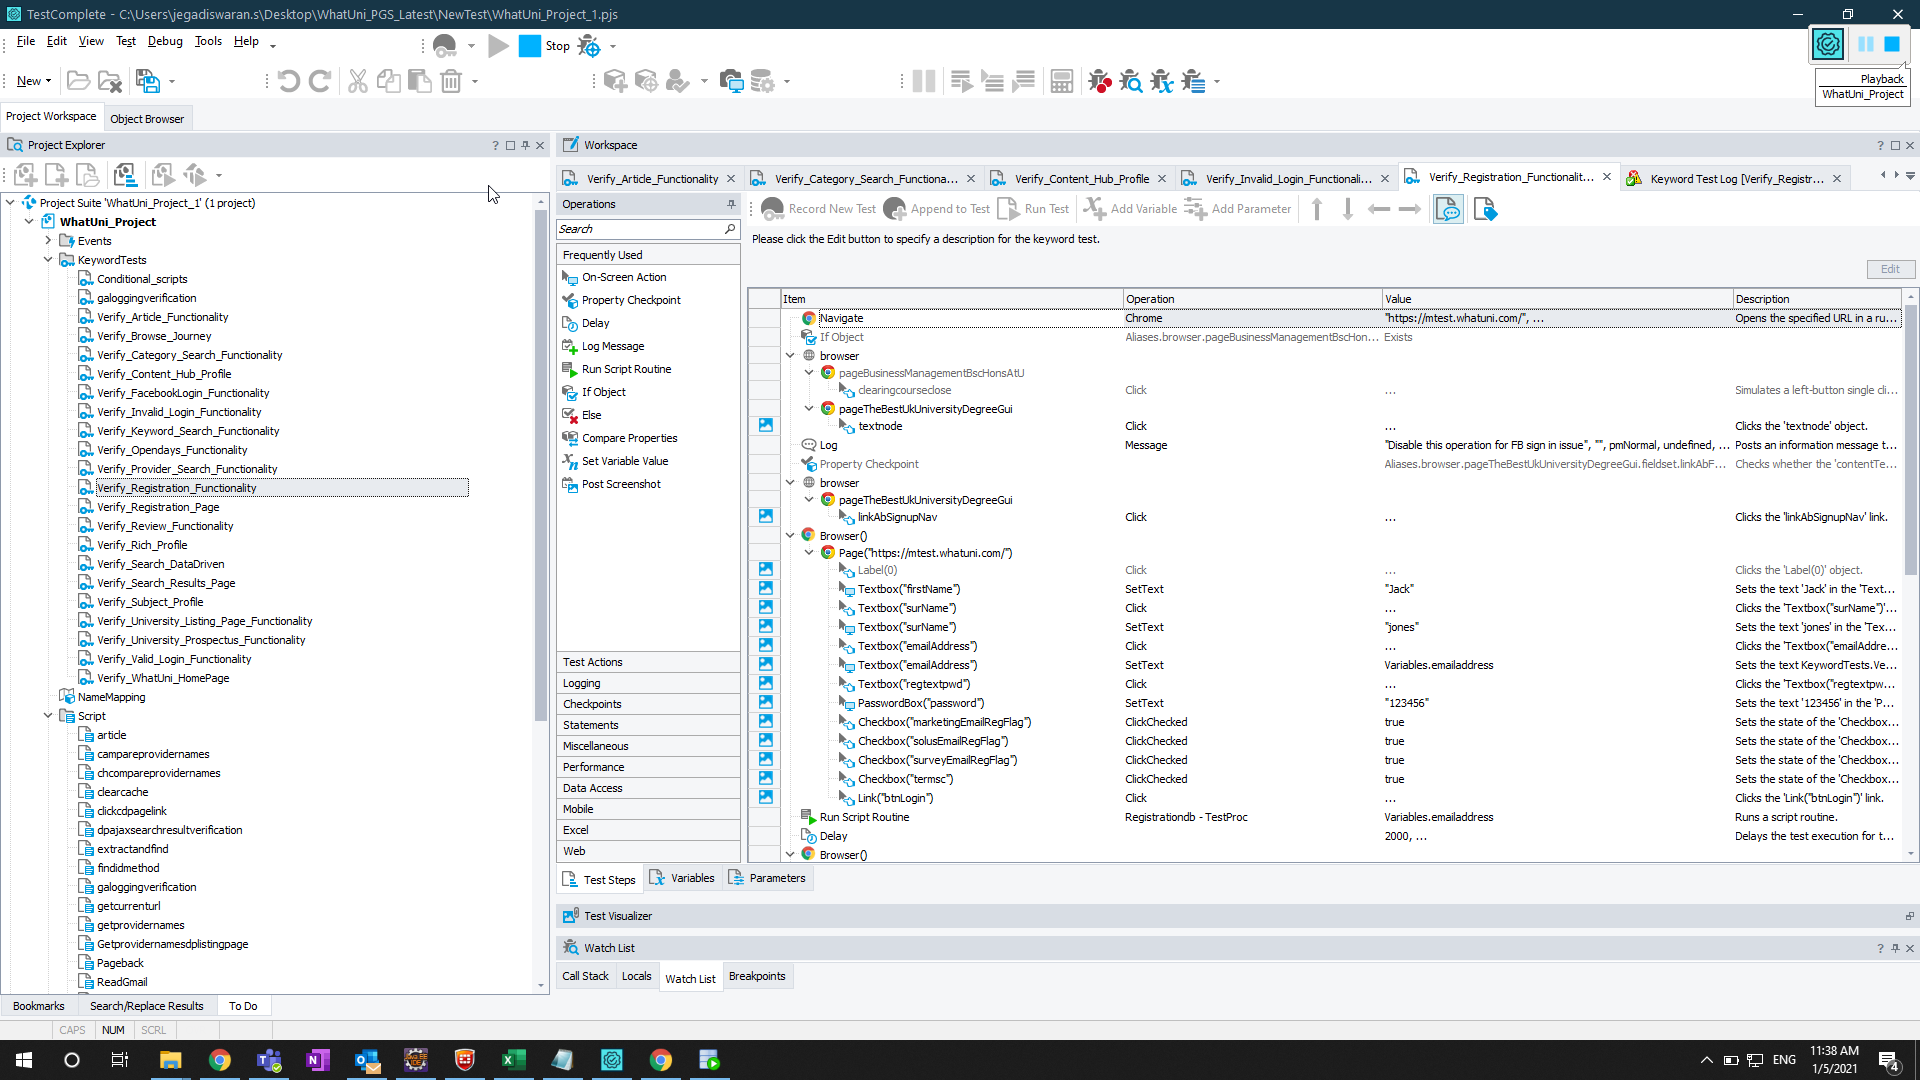 TestComplete - C:\Users\jegadiswaran.s\Desktop\WhatUni_PGS_Latest\NewTest\WhatUni_Project_1.pjs
File Edit View Test Debug Tools Help
Stop
New
Playback
WhatUni_Project
Project Workspace
Object Browser
Project Explorer
Project Suite 'WhatUni_Project_1' (1 project)
WhatUni_Project
Events
KeywordTests
Conditional_scripts
galoggingverification
Verify_Article_Functionality
Verify_Browse_Journey
Verify_Category_Search_Functionality
Verify_Content_Hub_Profile
Verify_FacebookLogin_Functionality
Verify_Invalid_Login_Functionality
Verify_Keyword_Search_Functionality
Verify_Opendays_Functionality
Verify_Provider_Search_Functionality
Verify_Registration_Functionality
Verify_Registration_Page
Verify_Review_Functionality
Verify_Rich_Profile
Verify_Search_DataDriven
Verify_Search_Results_Page
Verify_Subject_Profile
Verify_University_Listing_Page_Functionality
Verify_University_Prospectus_Functionality
Verify_Valid_Login_Functionality
Verify_WhatUni_HomePage
NameMapping
Script
article
campareprovidernames
chcompareprovidernames
clearcache
clickcdpagelink
dpajaxsearchresultverification
extractandfind
findidmethod
galoggingverification
getcurrenturl
getprovidernames
Getprovidernamesdplistingpage
Pageback
ReadGmail
Bookmarks Search/Replace Results To Do
CAPS NUM SCRL
Workspace
Verify_Article_Functionality Verify_Category_Search_Functiona... Verify_Content_Hub_Profile Verify_Invalid_Login_Functionali... Verify_Registration_Functionalit... Keyword Test Log [Verify_Registr...
Operations
Search
Frequently Used
On-Screen Action
Property Checkpoint
Delay
Log Message
Run Script Routine
If Object
Else
Compare Properties
Set Variable Value
Post Screenshot
Test Actions
Logging
Checkpoints
Statements
Miscellaneous
Performance
Data Access
Mobile
Excel
Web
Record New Test Append to Test Run Test Add Variable Add Parameter
Please click the Edit button to specify a description for the keyword test.
Edit
Item Operation Value Description
Navigate Chrome "https://mtest.whatuni.com/", ... Opens the specified URL in a ru...
If Object Aliases.browser.pageBusinessManagementBscHon... Exists
browser
pageBusinessManagementBscHonsAtU
clearingcourseclose Click ... Simulates a left-button single cli...
pageTheBestUkUniversityDegreeGui
textnode Click ... Clicks the 'textnode' object.
Log Message "Disable this operation for FB sign in issue", "", pmNormal, undefined, ... Posts an information message t...
Property Checkpoint Aliases.browser.pageTheBestUkUniversityDegreeGui.fieldset.linkAbF... Checks whether the 'contentTe...
browser
pageTheBestUkUniversityDegreeGui
linkAbSignupNav Click ... Clicks the 'linkAbSignupNav' link.
Browser()
Page("https://mtest.whatuni.com/")
Label(0) Click ... Clicks the 'Label(0)' object.
Textbox("firstName") SetText "Jack" Sets the text 'Jack' in the 'Text...
Textbox("surName") Click ... Clicks the 'Textbox("surName")'...
Textbox("surName") SetText "jones" Sets the text 'jones' in the 'Tex...
Textbox("emailAddress") Click ... Clicks the 'Textbox("emailAddre...
Textbox("emailAddress") SetText Variables.emailaddress Sets the text KeywordTests.Ve...
Textbox("regtextpwd") Click ... Clicks the 'Textbox("regtextpw...
PasswordBox("password") SetText "123456" Sets the text '123456' in the 'P...
Checkbox("marketingEmailRegFlag") ClickChecked true Sets the state of the 'Checkbox...
Checkbox("solusEmailRegFlag") ClickChecked true Sets the state of the 'Checkbox...
Checkbox("surveyEmailRegFlag") ClickChecked true Sets the state of the 'Checkbox...
Checkbox("termsc") ClickChecked true Sets the state of the 'Checkbox...
Link("btnLogin") Click ... Clicks the 'Link("btnLogin")' link.
Run Script Routine Registrationdb - TestProc Variables.emailaddress Runs a script routine.
Delay 2000, ... Delays the test execution for t...
Browser()
Test Steps Variables Parameters
Test Visualizer
Watch List
Call Stack Locals Watch List Breakpoints
ENG
11:38 AM
1/5/2021
4